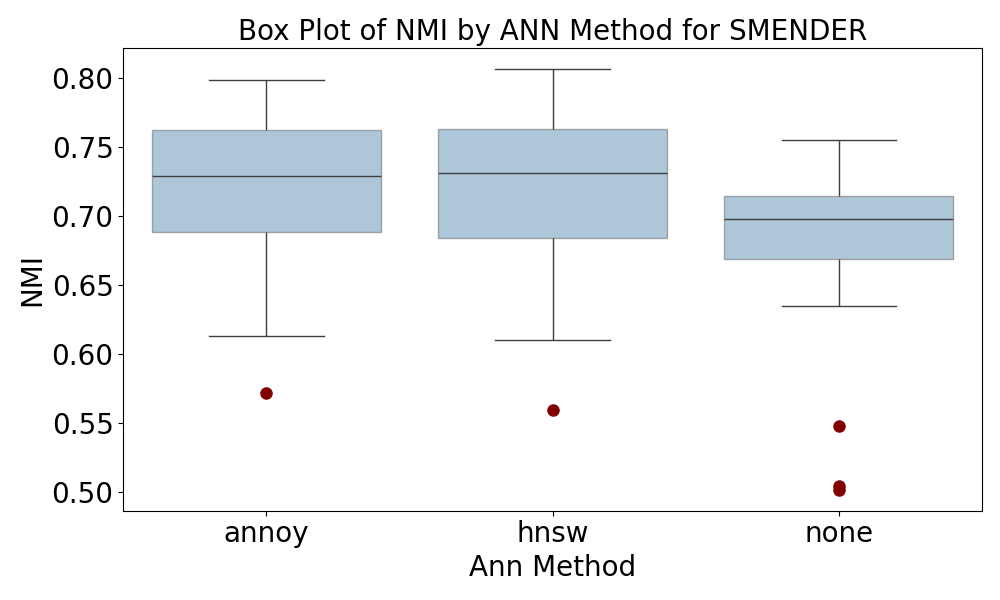 Box Plot of NMI by ANN Method for SMENDER
0.80
0.75
0.70
0.65
0.60
0.55
0.50
NMI
annoy hnsw none
Ann Method